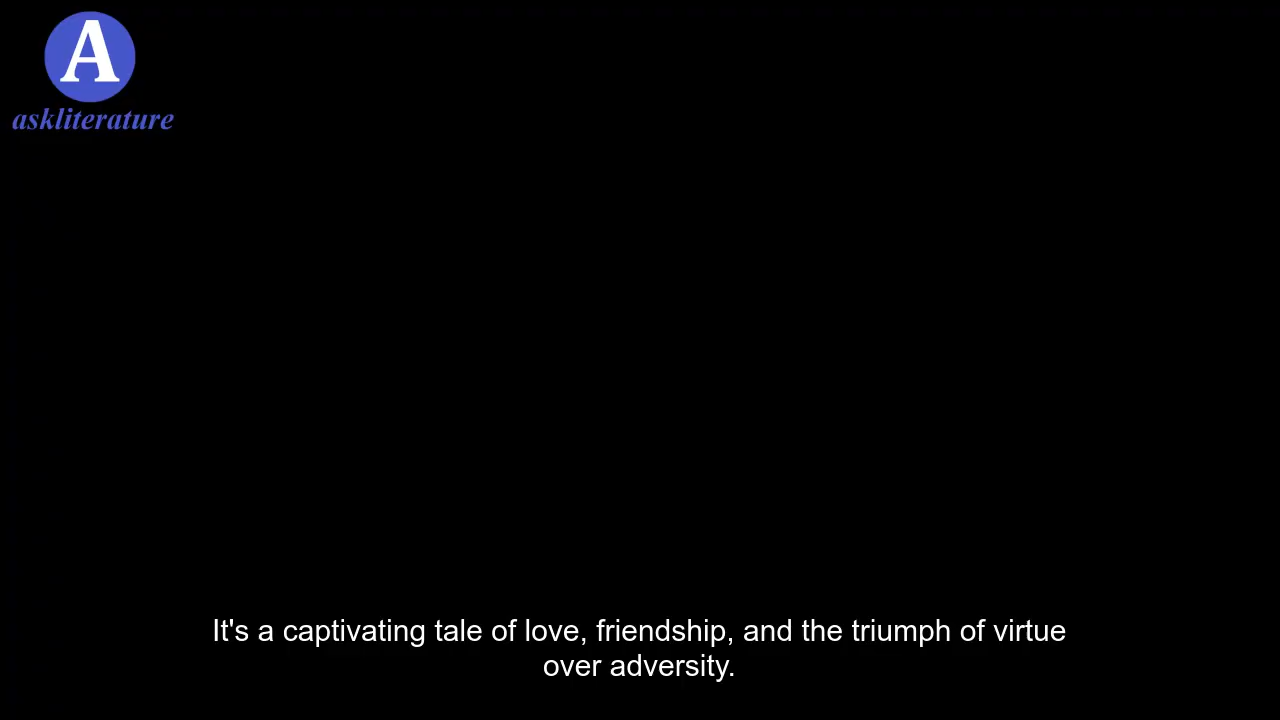 A
askliterature
It's a captivating tale of love, friendship, and the triumph of virtue
over adversity.